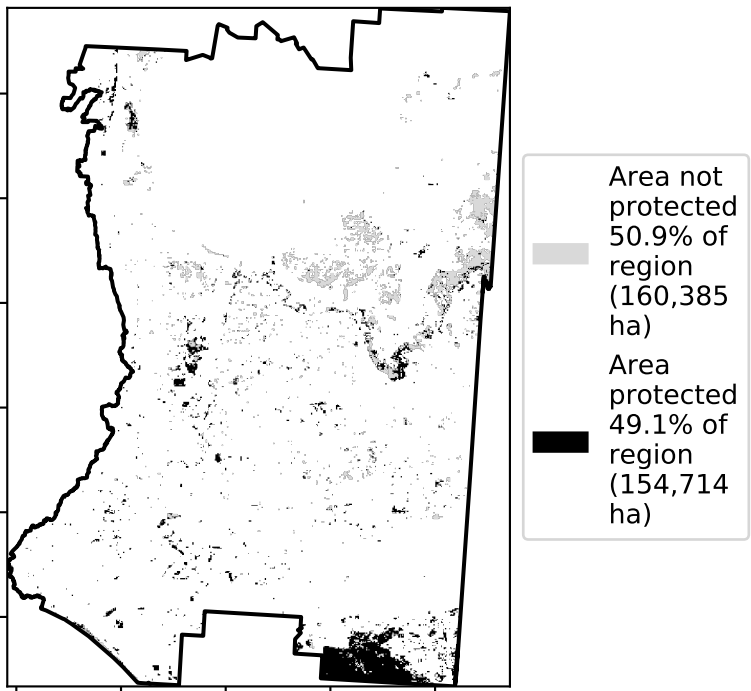 Area not
protected
50.9% of
region
(160,385
ha)
Area
protected
49.1% of
region
(154,714
ha)